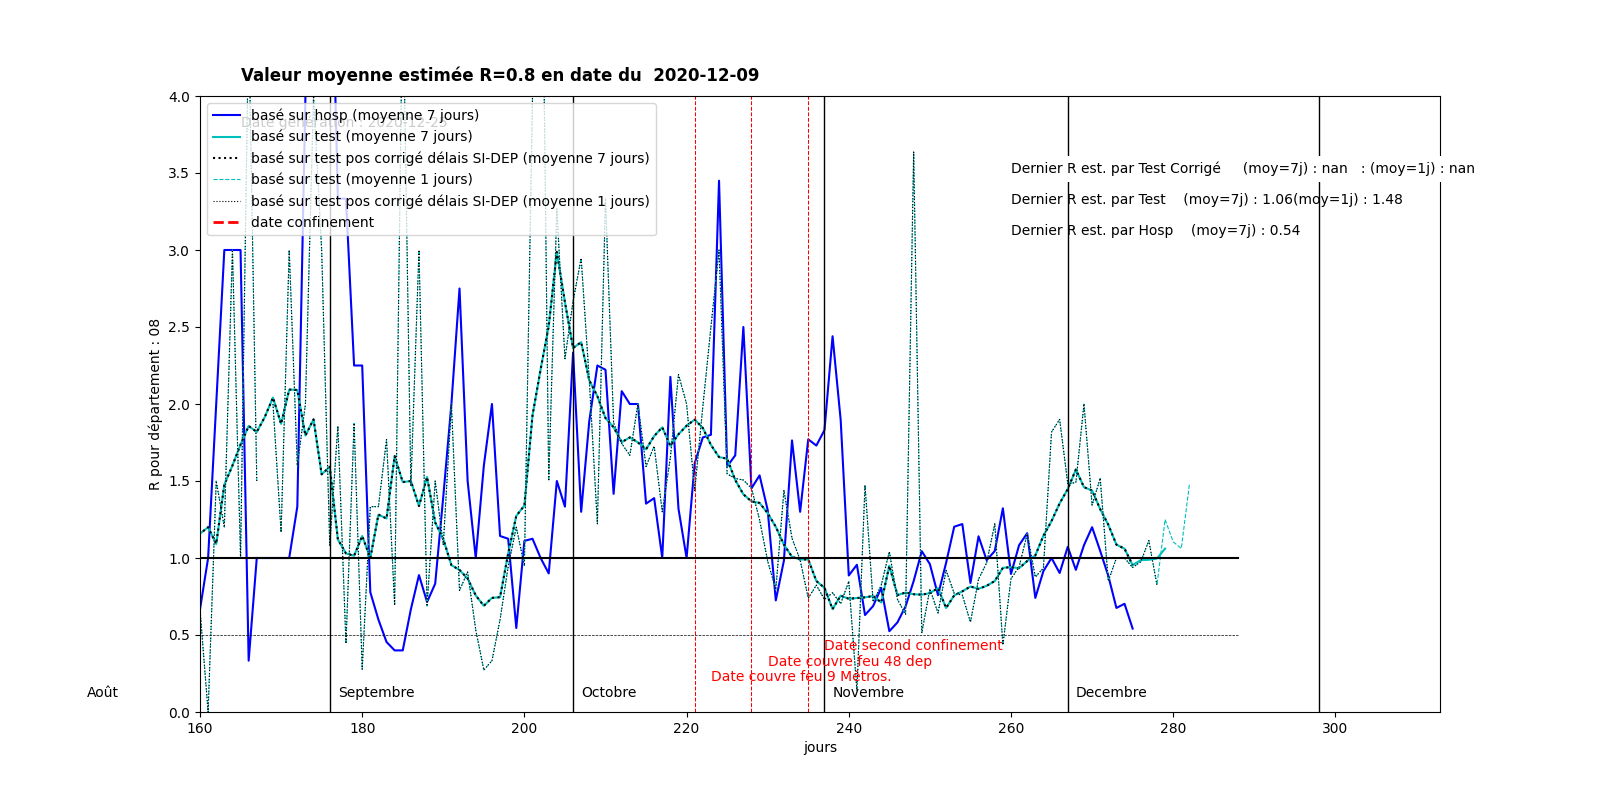 Valeur moyenne estimée R=0.8 en date du 2020-12-09
Date génération : 2020-12-23
basé sur hosp (moyenne 7 jours)
basé sur test (moyenne 7 jours)
basé sur test pos corrigé délais SI-DEP (moyenne 7 jours)
basé sur test (moyenne 1 jours)
basé sur test pos corrigé délais SI-DEP (moyenne 1 jours)
date confinement
Dernier R est. par Test Corrigé (moy=7j) : nan : (moy=1j) : nan
Dernier R est. par Test (moy=7j) : 1.06(moy=1j) : 1.48
Dernier R est. par Hosp (moy=7j) : 0.54
4.0
3.5
3.0
2.5
2.0
1.5
1.0
0.5
0.0
R pour département : 08
Date second confinement
Date couvre feu 48 dep
Date couvre feu 9 Métros.
Août Septembre Octobre Novembre Decembre
160 180 200 220 240 260 280 300
jours